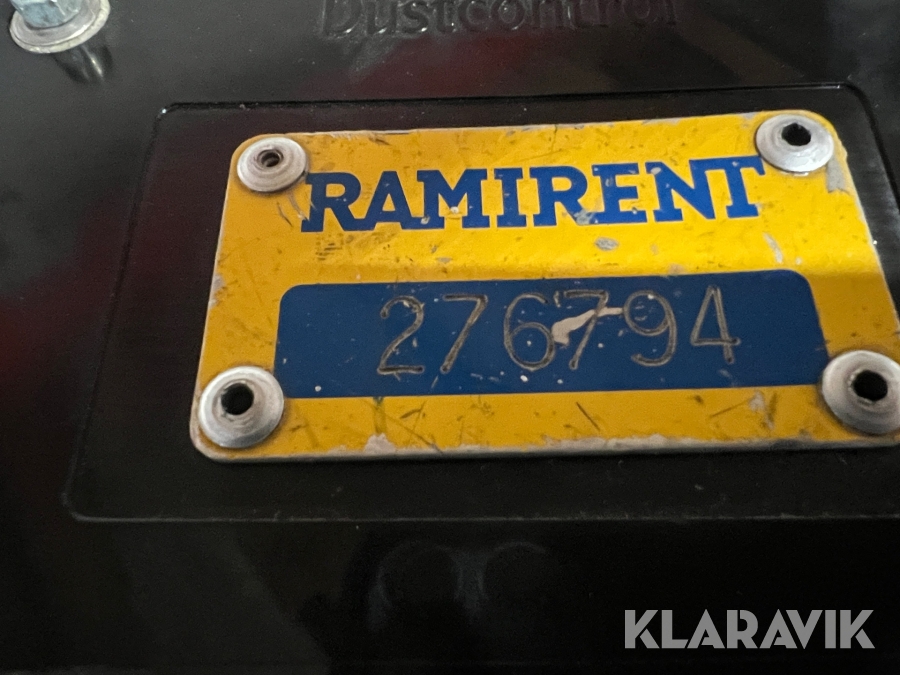 Dustcontrol
RAMIRENT
276794
KLARAVIK